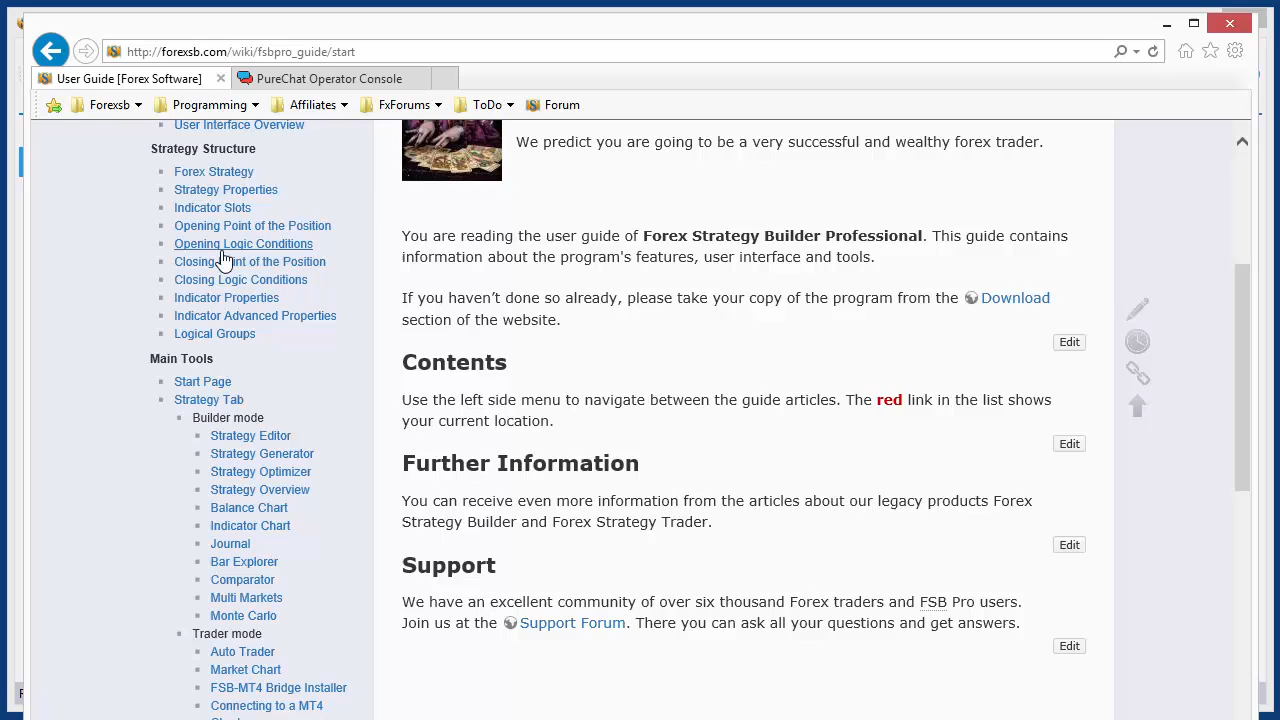 http://forexsb.com/wiki/fsbpro_guide/start
User Guide [Forex Software]
PureChat Operator Console
Forexsb
Programming
Affiliates
FxForums
ToDo
Forum
User Interface Overview
Strategy Structure
Forex Strategy
Strategy Properties
Indicator Slots
Opening Point of the Position
Opening Logic Conditions
Closing Point of the Position
Closing Logic Conditions
Indicator Properties
Indicator Advanced Properties
Logical Groups
Main Tools
Start Page
Strategy Tab
Builder mode
Strategy Editor
Strategy Generator
Strategy Optimizer
Strategy Overview
Balance Chart
Indicator Chart
Journal
Bar Explorer
Comparator
Multi Markets
Monte Carlo
Trader mode
Auto Trader
Market Chart
FSB-MT4 Bridge Installer
Connecting to a MT4
We predict you are going to be a very successful and wealthy forex trader.
You are reading the user guide of Forex Strategy Builder Professional. This guide contains
information about the program's features, user interface and tools.
If you haven’t done so already, please take your copy of the program from the Download
section of the website.
Edit
Contents
Use the left side menu to navigate between the guide articles. The red link in the list shows
your current location.
Edit
Further Information
You can receive even more information from the articles about our legacy products Forex
Strategy Builder and Forex Strategy Trader.
Edit
Support
We have an excellent community of over six thousand Forex traders and FSB Pro users.
Join us at the Support Forum. There you can ask all your questions and get answers.
Edit